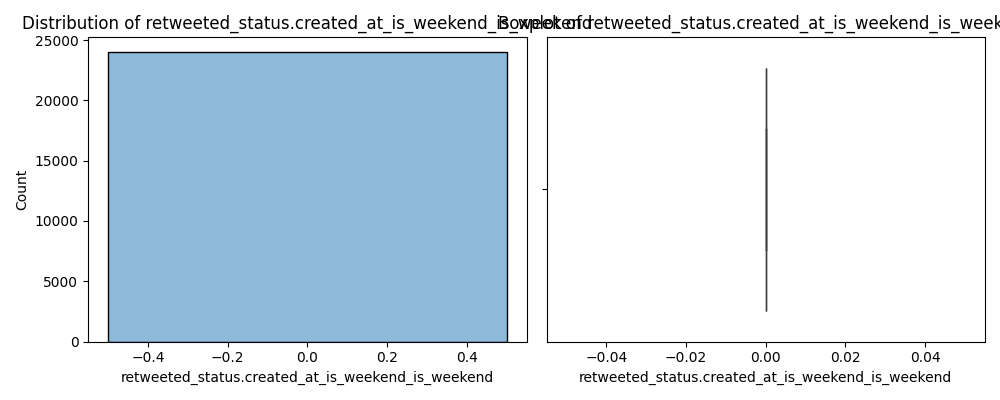 Distribution of retweeted_status.created_at_is_weekend_is_weekend
Boxplot of retweeted_status.created_at_is_weekend_is_week
25000
20000
15000
10000
5000
0
Count
−0.4 −0.2 0.0 0.2 0.4
retweeted_status.created_at_is_weekend_is_weekend
−0.04 −0.02 0.00 0.02 0.04
retweeted_status.created_at_is_weekend_is_weekend